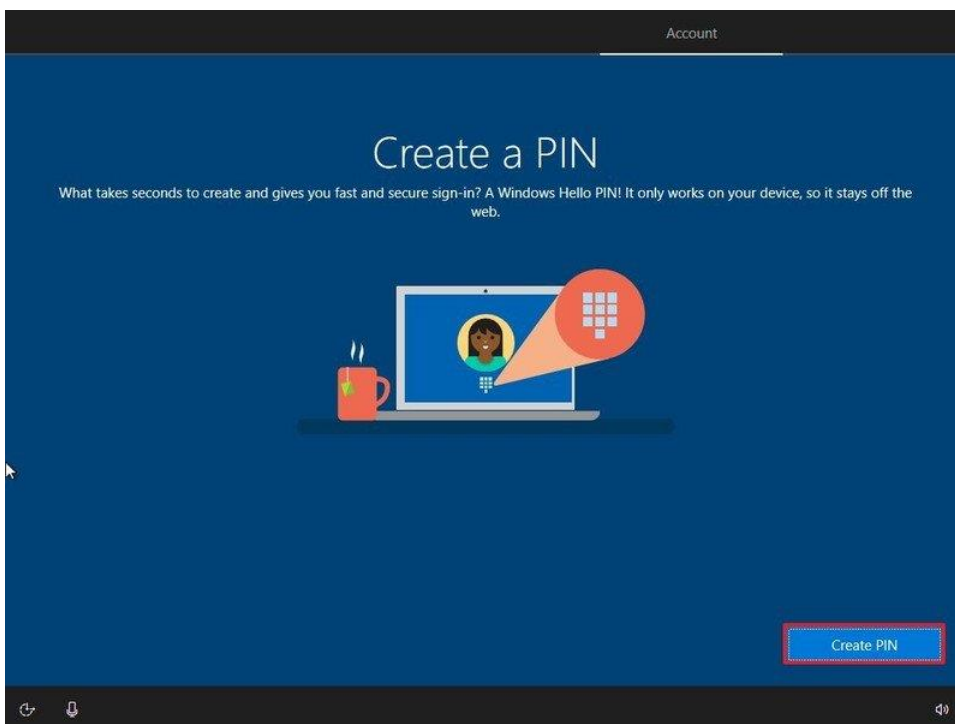 Account
Create a PIN
What takes seconds to create and gives you fast and secure sign-in? A Windows Hello PIN! It only works on your device, so it stays off the
web.
Create PIN